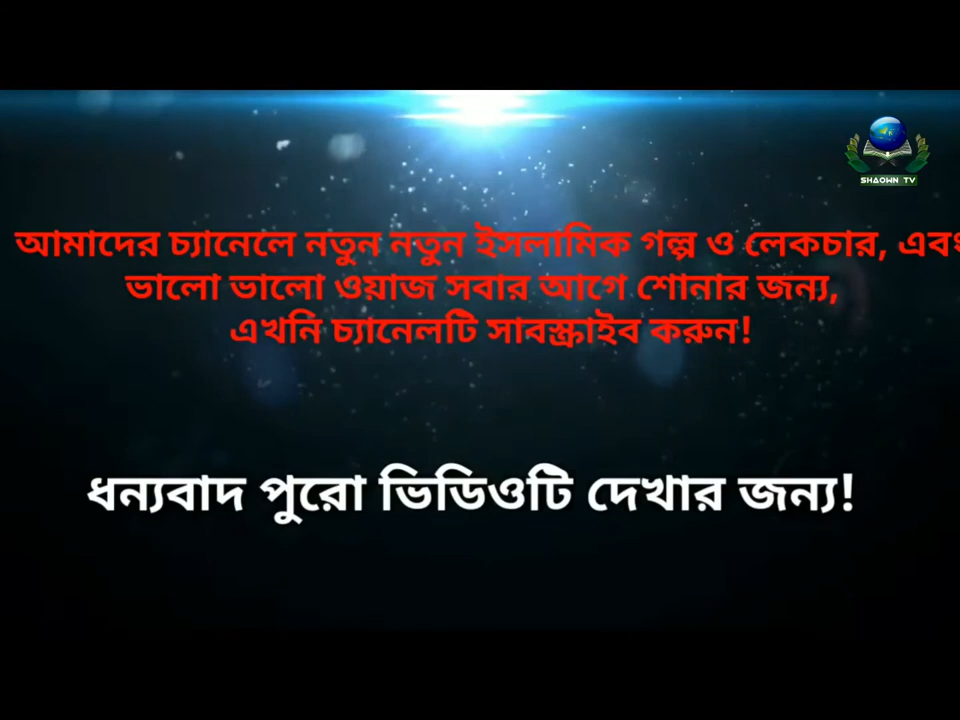 SHAOWN TV
আমাদের চ্যানেলে নতুন নতুন ইসলামিক গল্প ও লেকচার, এবং
ভালো ভালো ওয়াজ সবার আগে শোনার জন্য,
এখনি চ্যানেলটি সাবস্ক্রাইব করুন!
ধন্যবাদ পুরো ভিডিওটি দেখার জন্য!